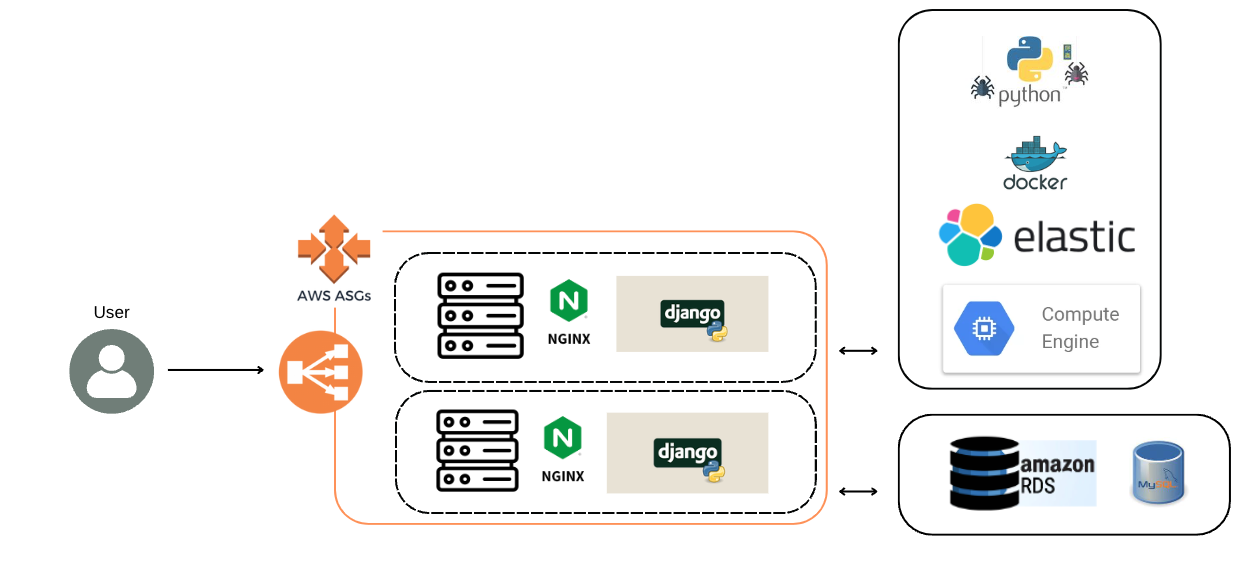 User
AWS ASGs
NGINX
django
NGINX
django
python
docker
elastic
Compute
Engine
amazon
RDS
MySQL